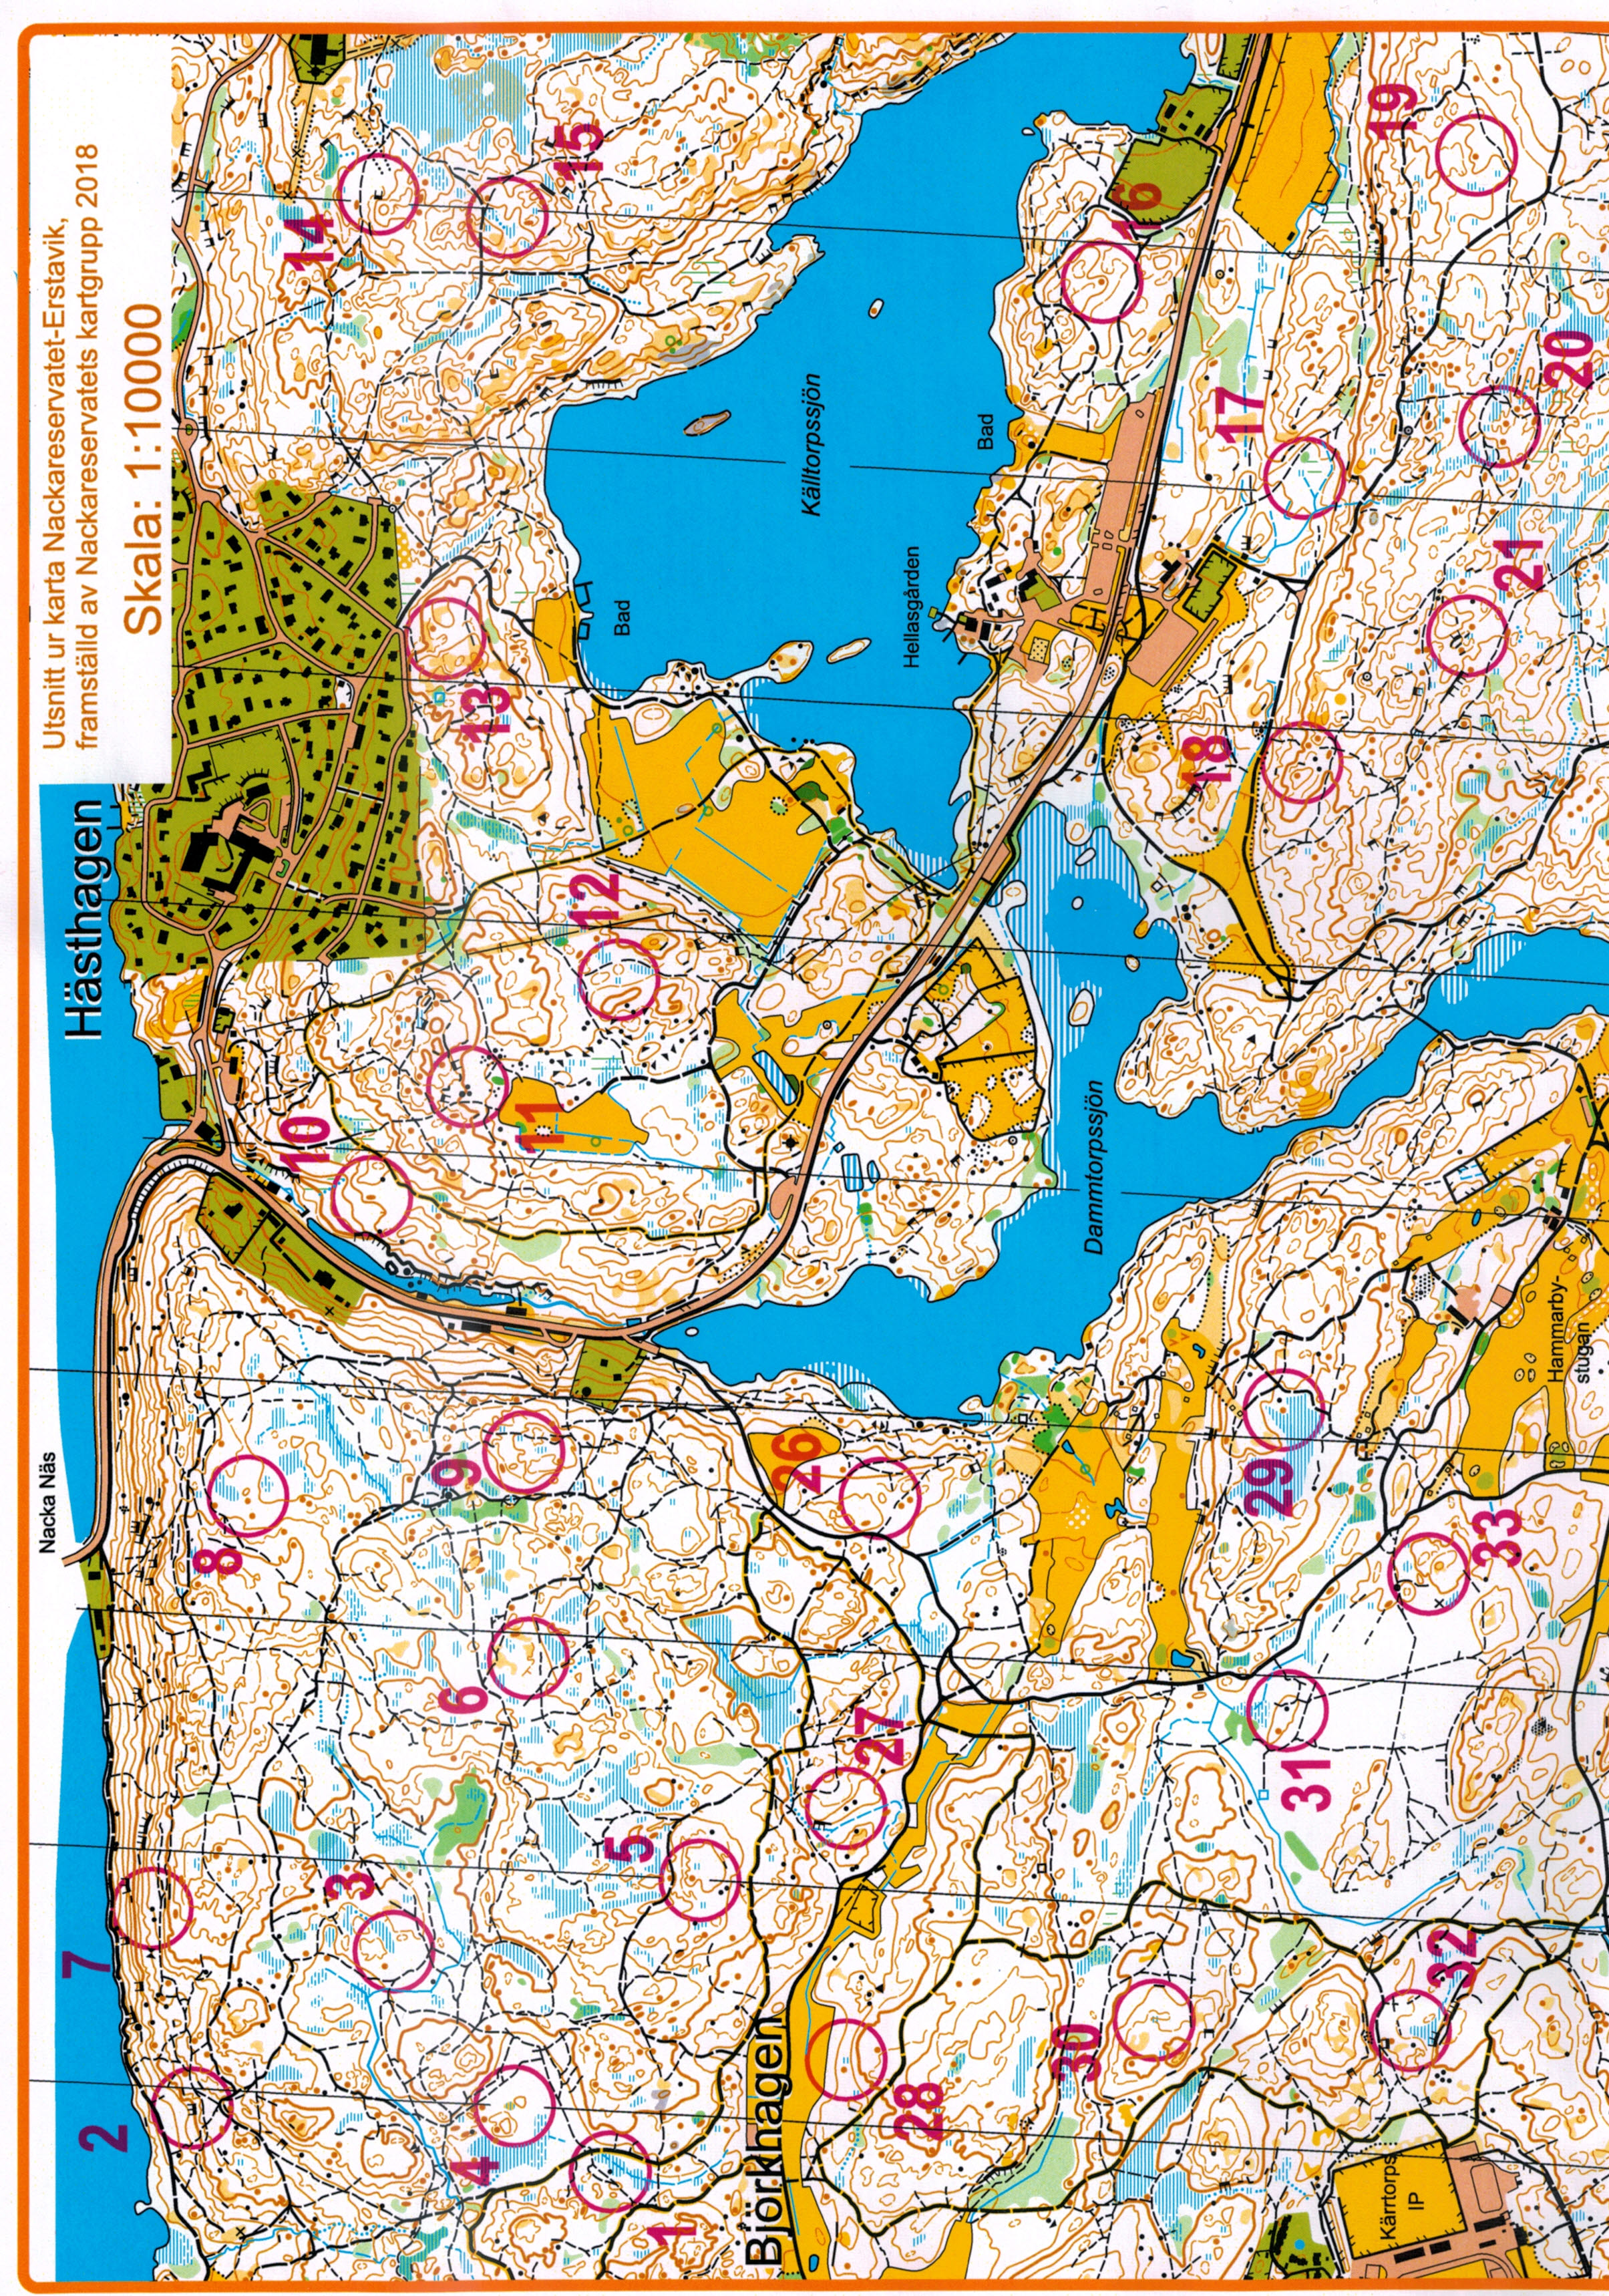 Nacka Näs
Hästhagen
Utsnitt ur karta Nackareservatet-Erstavik,
framställd av Nackareservatets kartgrupp 2018
Skala: 1:10000
2
7
8
10
14
3
4
6
9
13
11
12
15
5
1
Bad
Björkhagen
26
Källtorpssjön
27
28
Hellasgården
Bad
30
Dammtorpssjön
16
18
17
29
31
Kärrtorps
IP
19
32
33
21
20
Hammarby-
stugan